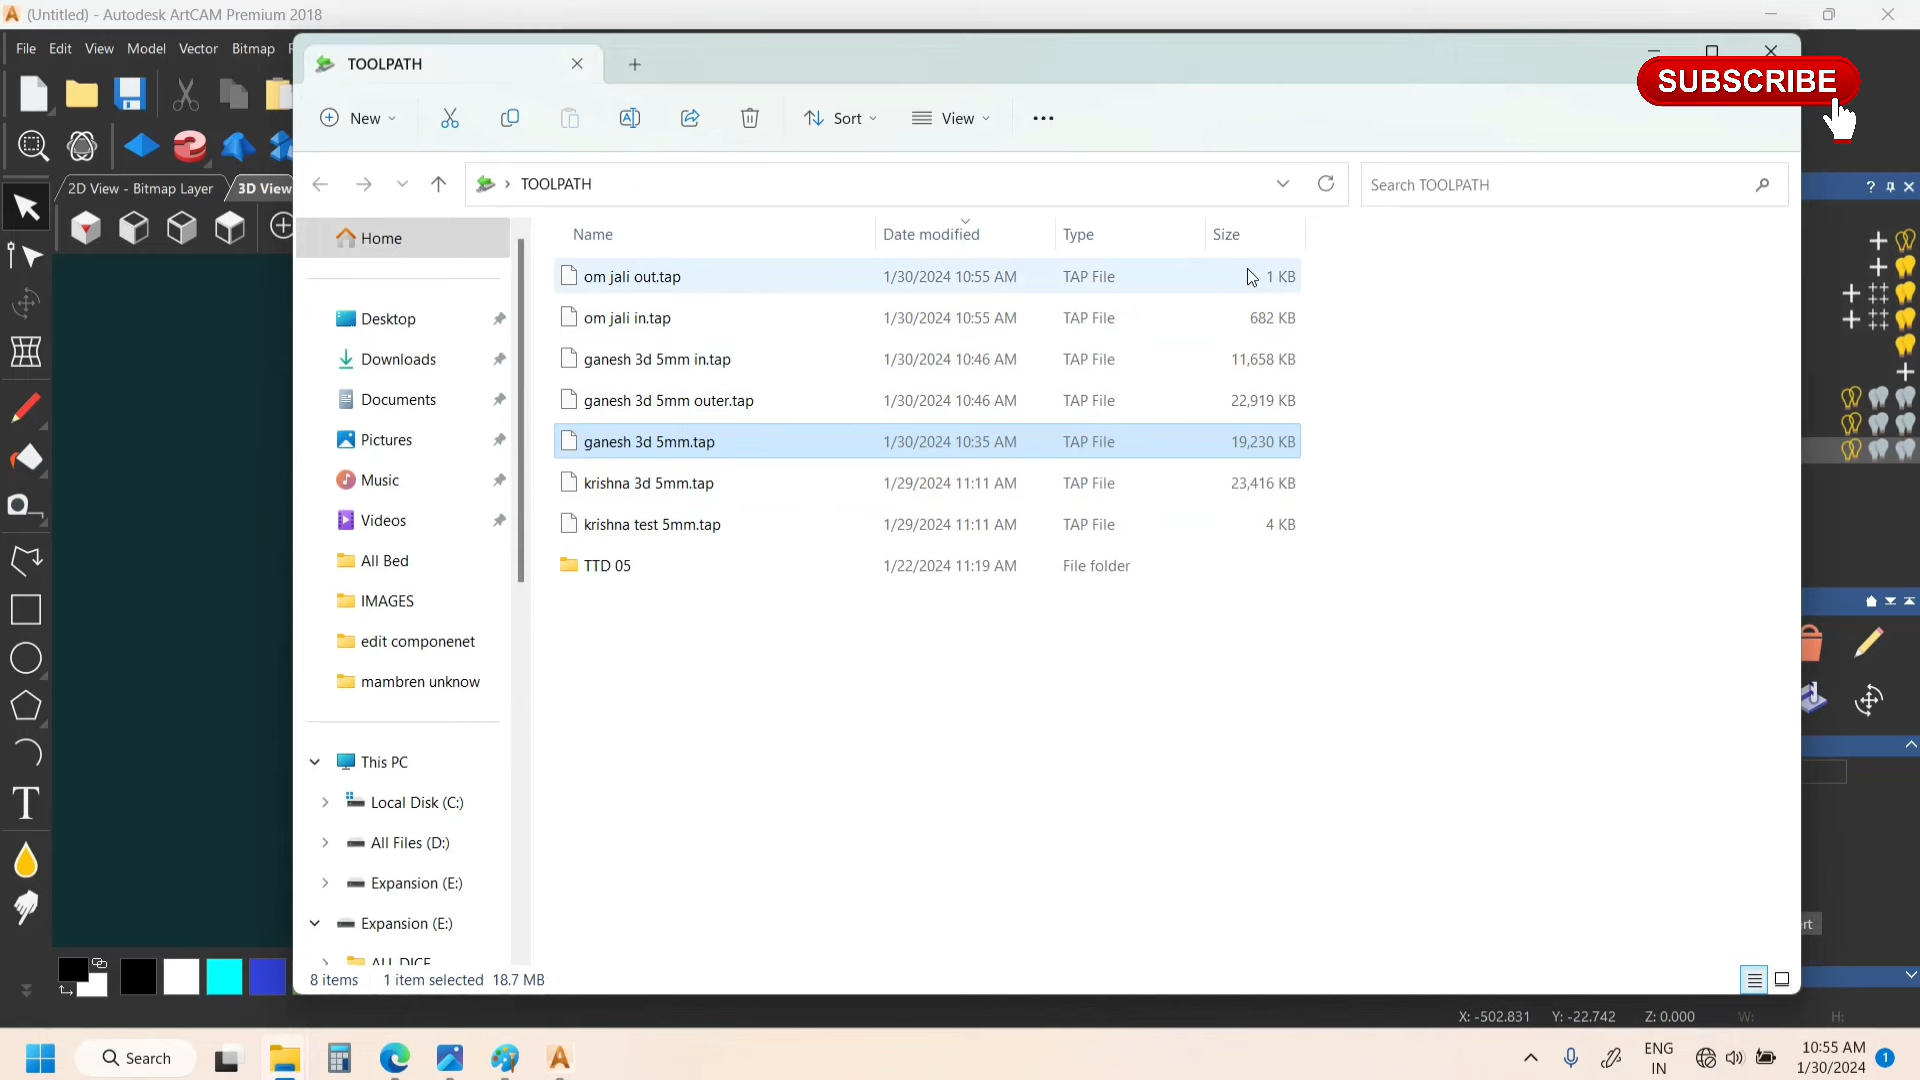 (Untitled) - Autodesk ArtCAM Premium 2018
File Edit View Model Vector Bitmap
TOOLPATH
SUBSCRIBE
New
Sort
View
2D View - Bitmap Layer
3D View
TOOLPATH
Search TOOLPATH
Home
Desktop
Downloads
Documents
Pictures
Music
Videos
All Bed
IMAGES
edit componenet
mambren unknow
This PC
Local Disk (C:)
All Files (D:)
Expansion (E:)
Expansion (E:)
Name Date modified Type Size
om jali out.tap 1/30/2024 10:55 AM TAP File 1 KB
om jali in.tap 1/30/2024 10:55 AM TAP File 682 KB
ganesh 3d 5mm in.tap 1/30/2024 10:46 AM TAP File 11,658 KB
ganesh 3d 5mm outer.tap 1/30/2024 10:46 AM TAP File 22,919 KB
ganesh 3d 5mm.tap 1/30/2024 10:35 AM TAP File 19,230 KB
krishna 3d 5mm.tap 1/29/2024 11:11 AM TAP File 23,416 KB
krishna test 5mm.tap 1/29/2024 11:11 AM TAP File 4 KB
TTD 05 1/22/2024 11:19 AM File folder
8 items 1 item selected 18.7 MB
X: -502.831 Y: -22.742 Z: 0.000 W: H:
Search
ENG
IN
10:55 AM
1/30/2024
1